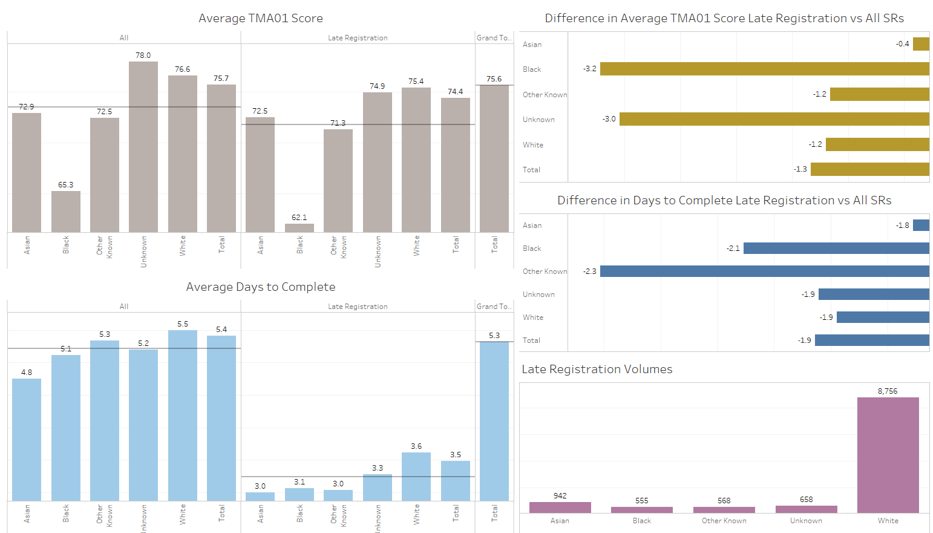 Average TMA01 Score
All
Late Registration
Grand To..
72.9
65.3
72.5
78.0
76.6
75.7
72.5
62.1
71.3
74.9
75.4
74.4
75.6
Asian
Black
Other Known
Unknown
White
Total
Asian
Black
Other Known
Unknown
White
Total
Total
Average Days to Complete
All
Late Registration
Grand To..
4.8
5.1
5.3
5.2
5.5
5.4
3.0
3.1
3.0
3.3
3.6
3.5
5.3
Asian
Black
Other Known
Unknown
White
Total
Asian
Black
Other Known
Unknown
White
Total
Total
Difference in Average TMA01 Score Late Registration vs All SRs
Asian -0.4
Black -3.2
Other Known -1.2
Unknown -3.0
White -1.2
Total -1.3
Difference in Days to Complete Late Registration vs All SRs
Asian -1.8
Black -2.1
Other Known -2.3
Unknown -1.9
White -1.9
Total -1.9
Late Registration Volumes
942
555
568
658
8,756
Asian
Black
Other Known
Unknown
White